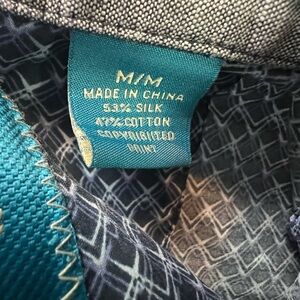 M/M
MADE IN CHINA
53% SILK
47% COTTON
COPYRIGHTED
PRINT